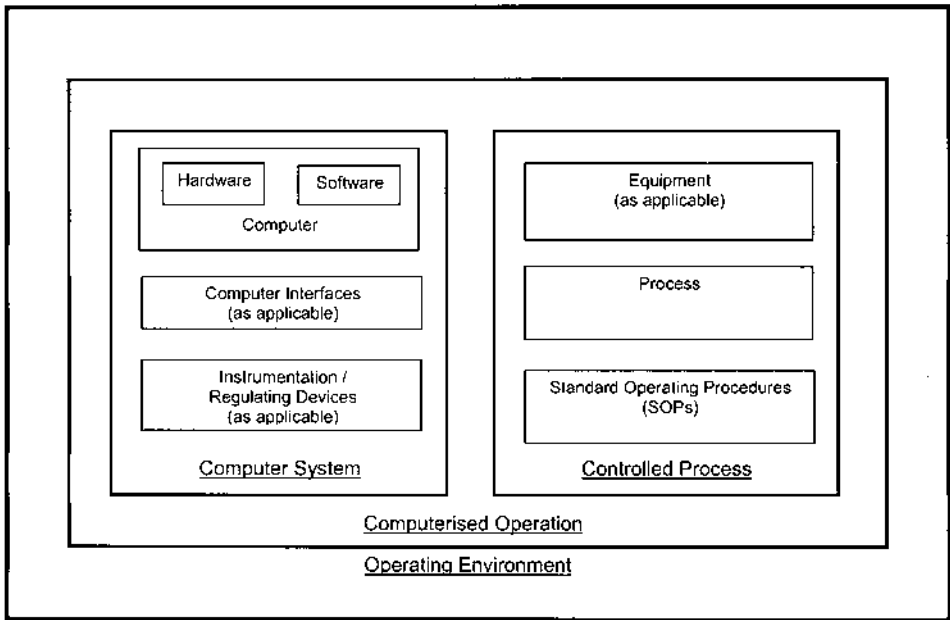 Hardware
Software
Computer
Computer Interfaces
(as applicable)
Instrumentation /
Regulating Devices
(as applicable)
Computer System
Equipment
(as applicable)
Process
Standard Operating Procedures
(SOPs)
Controlled Process
Computerised Operation
Operating Environment